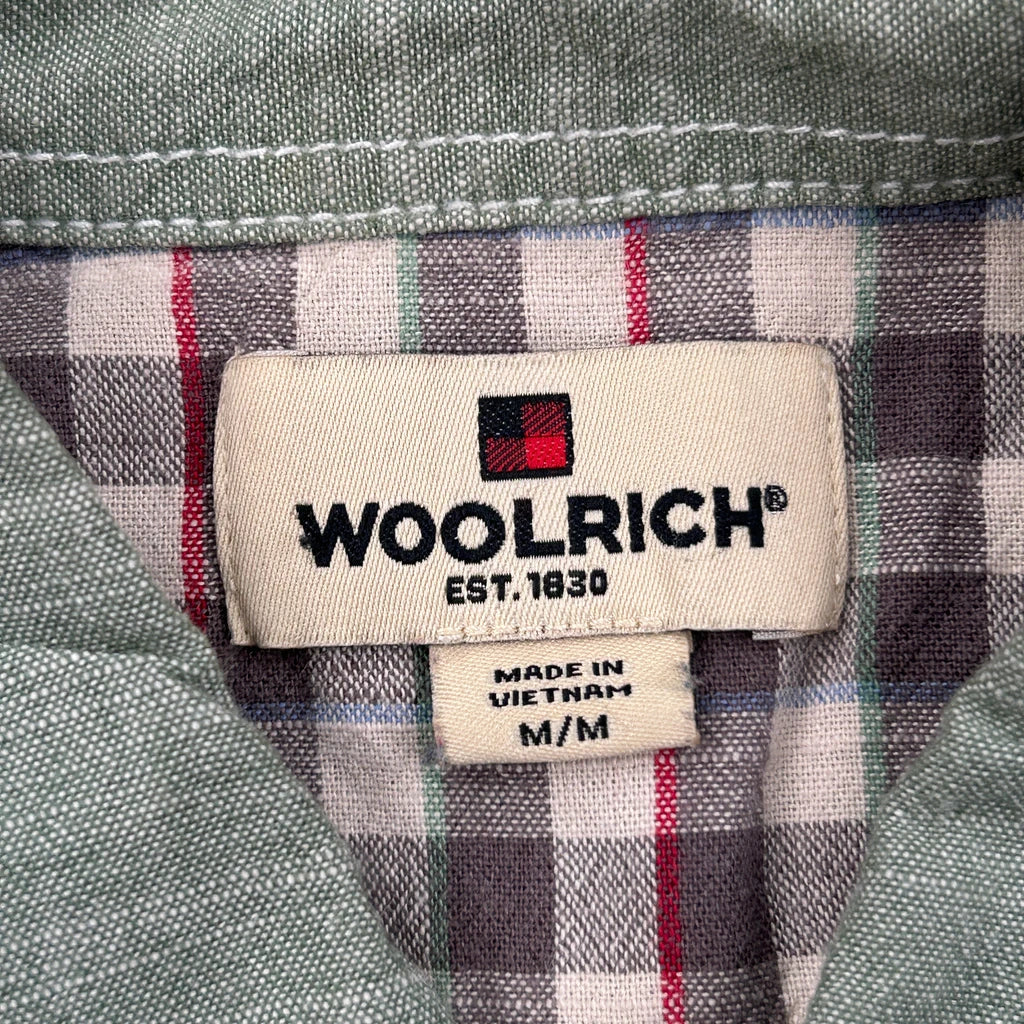 WOOLRICH®
EST. 1830
MADE IN
VIETNAM
M/M